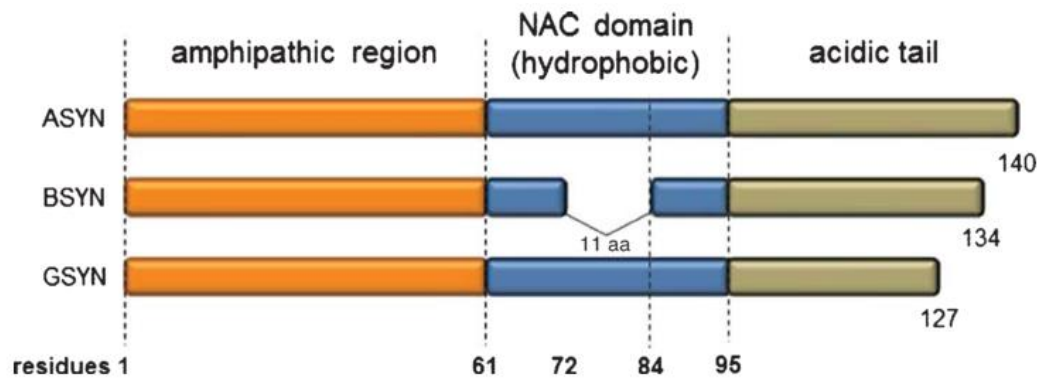 amphipathic region
NAC domain
(hydrophobic)
acidic tail
ASYN
140
BSYN
11 aa
134
GSYN
127
residues 1 61 72 84 95